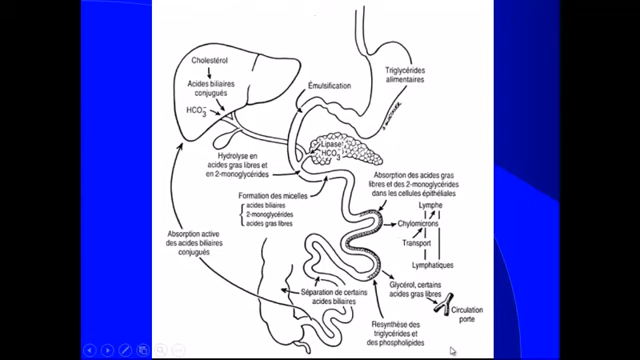 Cholestérol
Acides biliaires
conjugués
HCO3-
Émulsification
Triglycérides
alimentaires
Lipase
HCO3-
Hydrolyse en
acides gras libres et
en 2-monoglycérides
Absorption des acides gras
libres et des 2-monoglycérides
dans les cellules épithéliales
Formation des micelles
acides biliaires
2-monoglycérides
acides gras libres
Lymphe
Chylomicrons
Transport
Lymphatiques
Absorption active
des acides biliaires
conjugués
Glycérol, certains
acides gras libres
Séparation de certains
acides biliaires
Circulation
porte
Resynthèse des
triglycérides et
des phospholipides